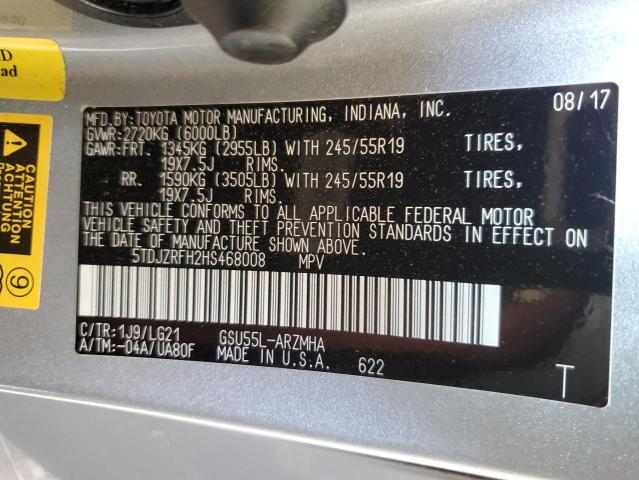 D
ad
CAUTION
ATTENTION
ACHTUNG
9
MFD.BY:TOYOTA MOTOR MANUFACTURING, INDIANA, INC. 08/17
GVWR:2720KG (6000LB)
GAWR:FRT. 1345KG (2955LB) WITH 245/55R19 TIRES,
19X7.5J RIMS.
RR. 1590KG (3505LB) WITH 245/55R19 TIRES,
19X7.5J RIMS.
THIS VEHICLE CONFORMS TO ALL APPLICABLE FEDERAL MOTOR
VEHICLE SAFETY AND THEFT PREVENTION STANDARDS IN EFFECT ON
THE DATE OF MANUFACTURE SHOWN ABOVE.
5TDJZRFH2HS468008 MPV
C/TR:1J9/LG21 GSU55L-ARZMHA
A/TM:-04A/UA80F MADE IN U.S.A. 622
T